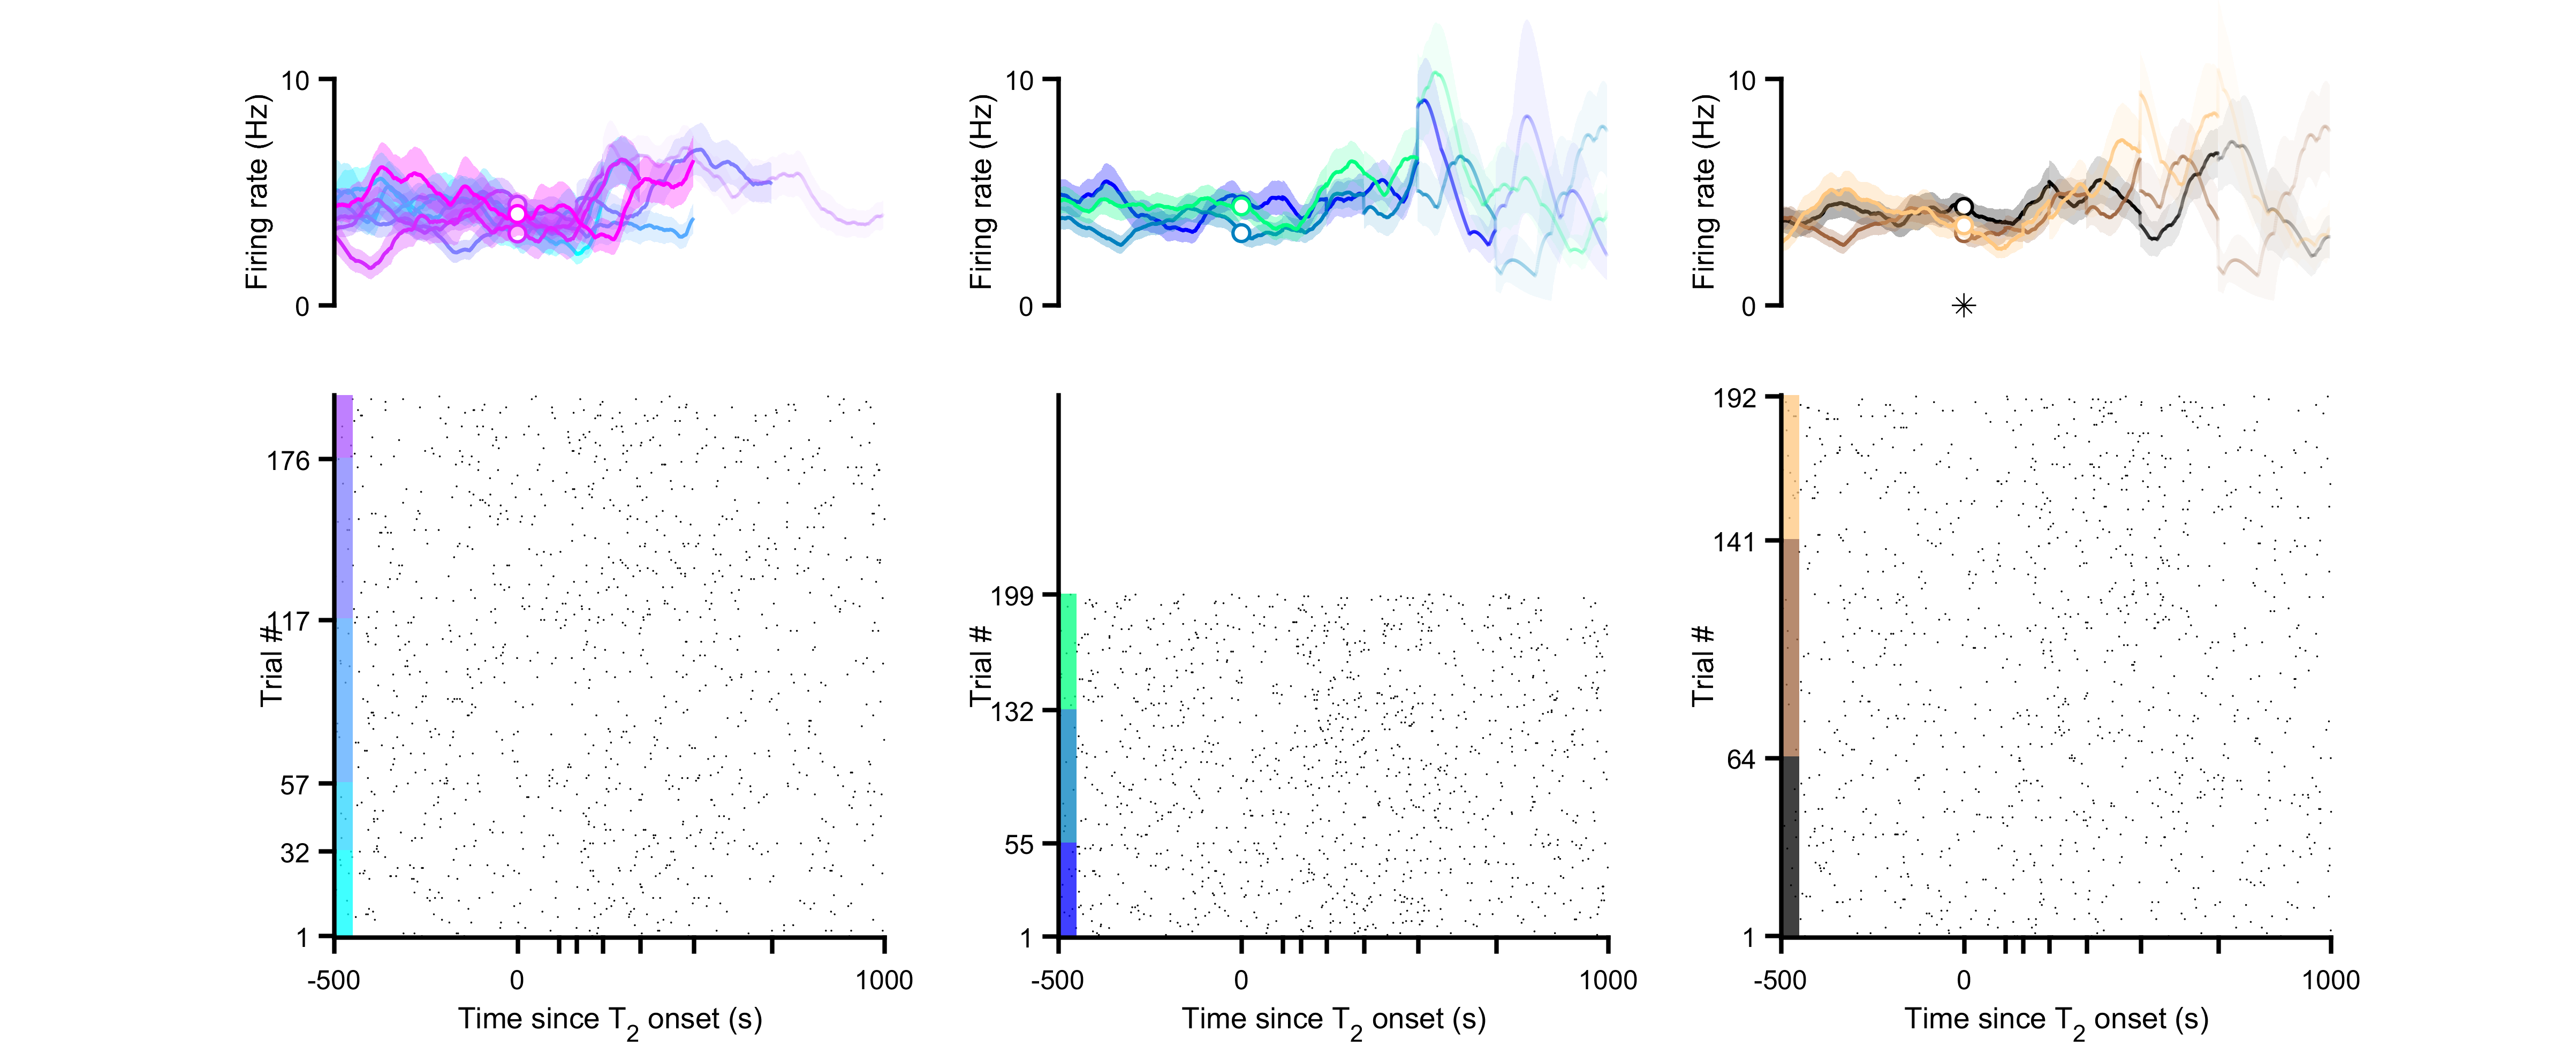 10
Firing rate (Hz)
0
10
Firing rate (Hz)
0
10
Firing rate (Hz)
0
176
117
57
32
1
Trial #
-500 0 1000
Time since T2 onset (s)
199
132
55
1
Trial #
-500 0 1000
Time since T2 onset (s)
192
141
64
1
Trial #
-500 0 1000
Time since T2 onset (s)